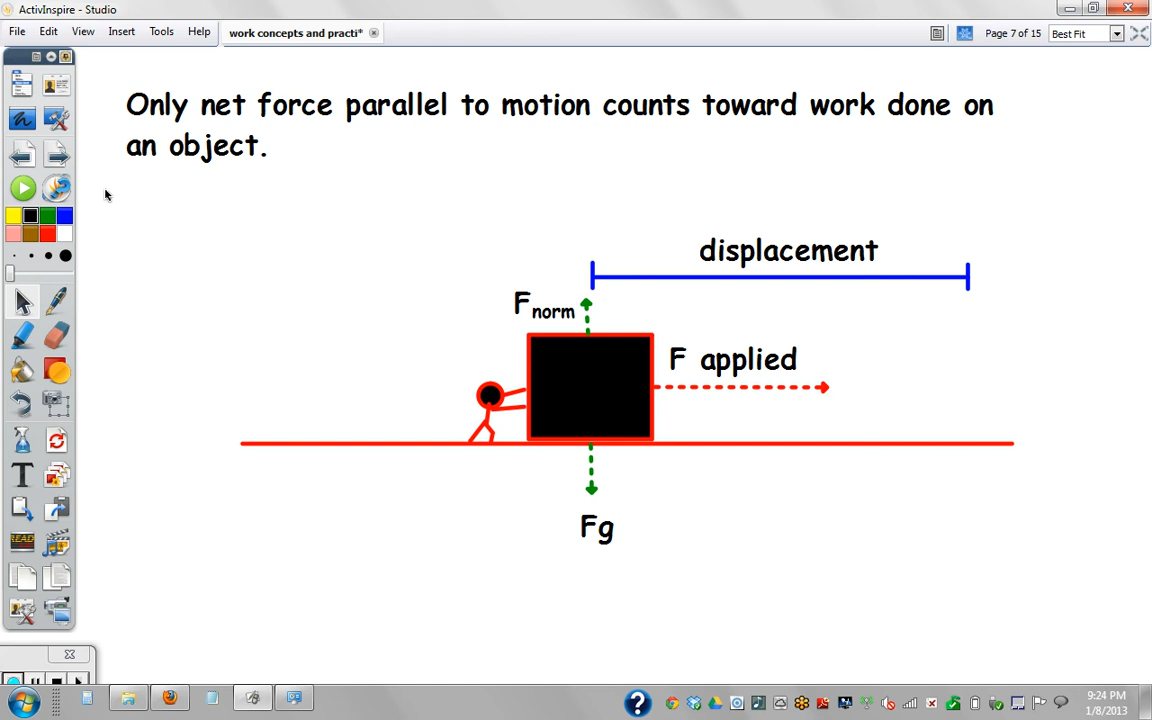 ActivInspire - Studio
File Edit View Insert Tools Help
work concepts and practi*
Page 7 of 15
Best Fit
Only net force parallel to motion counts toward work done on
an object.
displacement
Fnorm
F applied
Fg
T
READ
?
9:24 PM
1/8/2013